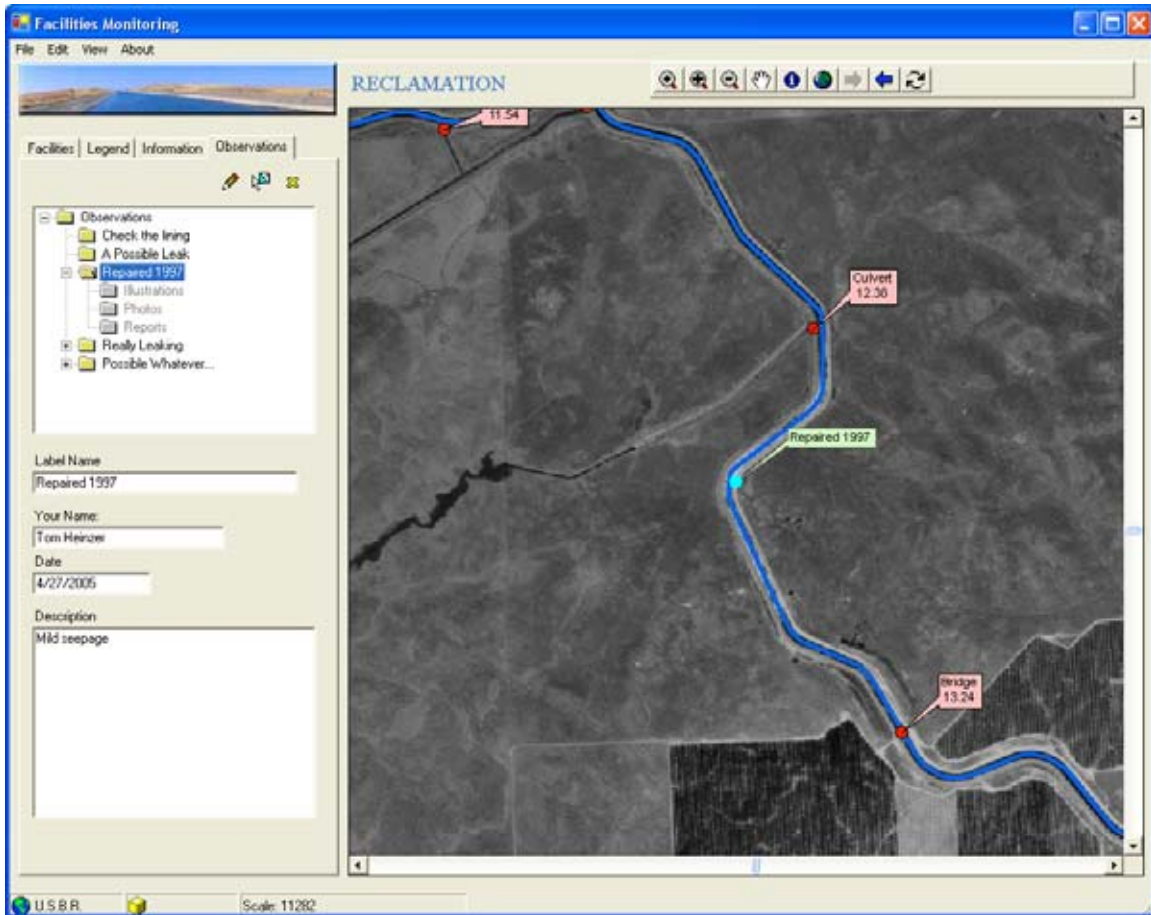 Facilities Monitoring
File Edit View About
RECLAMATION
Facilities Legend Information Observations
Observations
Check the lining
A Possible Leak
Repaired 1997
Illustrations
Photos
Reports
Really Leaking
Possible Whatever...
Label Name
Repaired 1997
Your Name:
Tom Heinzer
Date
4/27/2005
Description
Mild seepage
11.54
Culvert
12.38
Repaired 1997
Bridge
13.24
U.S.B.R.
Scale: 11282